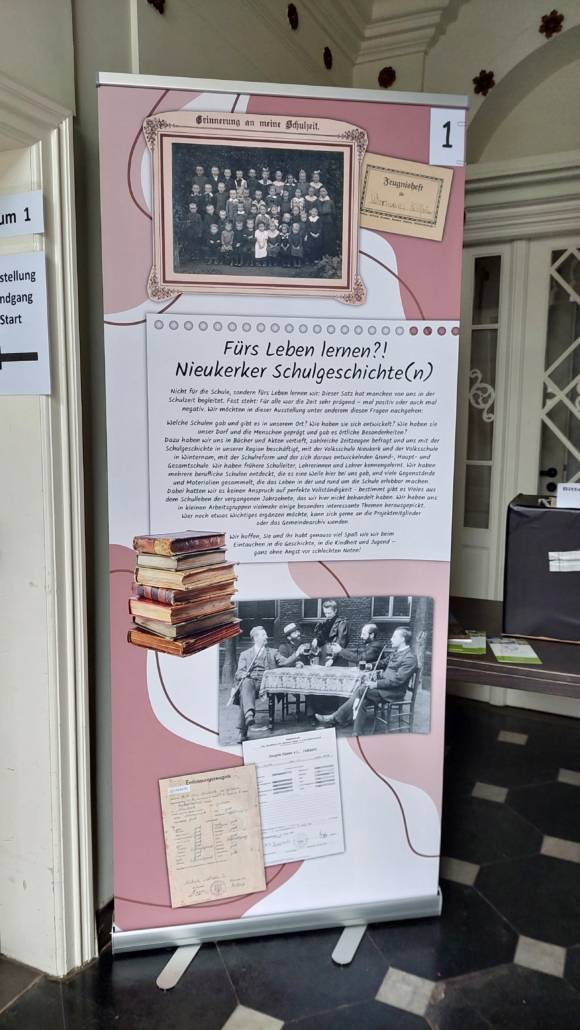 Erinnerung an meine Schulzeit.
1
Zeugnisheft
um 1
stellung
ndgang
Start
Fürs Leben lernen?!
Nieukerker Schulgeschichte(n)
Nicht für die Schule, sondern fürs Leben lernen wir: Dieser Satz hat manchen von uns in der
Schulzeit begleitet. Fest steht: Für alle war die Zeit sehr prägend – mal positiv oder auch mal
negativ. Wir möchten in dieser Ausstellung unter anderem diesen Fragen nachgehen:
Welche Schulen gab und gibt es in unserem Ort? Wie haben sie sich entwickelt? Wie haben sie
unser Dorf und die Menschen geprägt und gab es örtliche Besonderheiten?
Dazu haben wir uns in Bücher und Akten vertieft, zahlreiche Zeitzeugen befragt und uns mit der
Schulgeschichte in unserer Region beschäftigt, mit der Volksschule Nieukerk und der Volksschule
in Winternam, mit der Schulreform und der sich daraus entwickelnden Grund-, Haupt- und
Gesamtschule. Wir haben frühere Schulleiter, Lehrerinnen und Lehrer kennengelernt. Wir haben
mehrere berufliche Schulen entdeckt, die es eine Weile hier bei uns gab, und viele Gegenstände
und Materialien gesammelt, die das Leben in der und rund um die Schule erlebbar machen.
Dabei hatten wir es keinen Anspruch auf perfekte Vollständigkeit – bestimmt gibt es Vieles aus
dem Schulleben der vergangenen Jahrzehnte, das wir hier nicht behandelt haben. Wir haben uns
in kleinen Arbeitsgruppen vielmehr einige besonders interessante Themen herausgepickt.
Wer noch etwas Wichtiges ergänzen möchte, kann sich gerne an die Projektmitglieder
oder das Gemeindearchiv wenden.
Wir hoffen, Sie und ihr habt genauso viel Spaß wie wir beim
Eintauchen in die Geschichte, in die Kindheit und Jugend –
ganz ohne Angst vor schlechten Noten!
Entlassungszeugnis